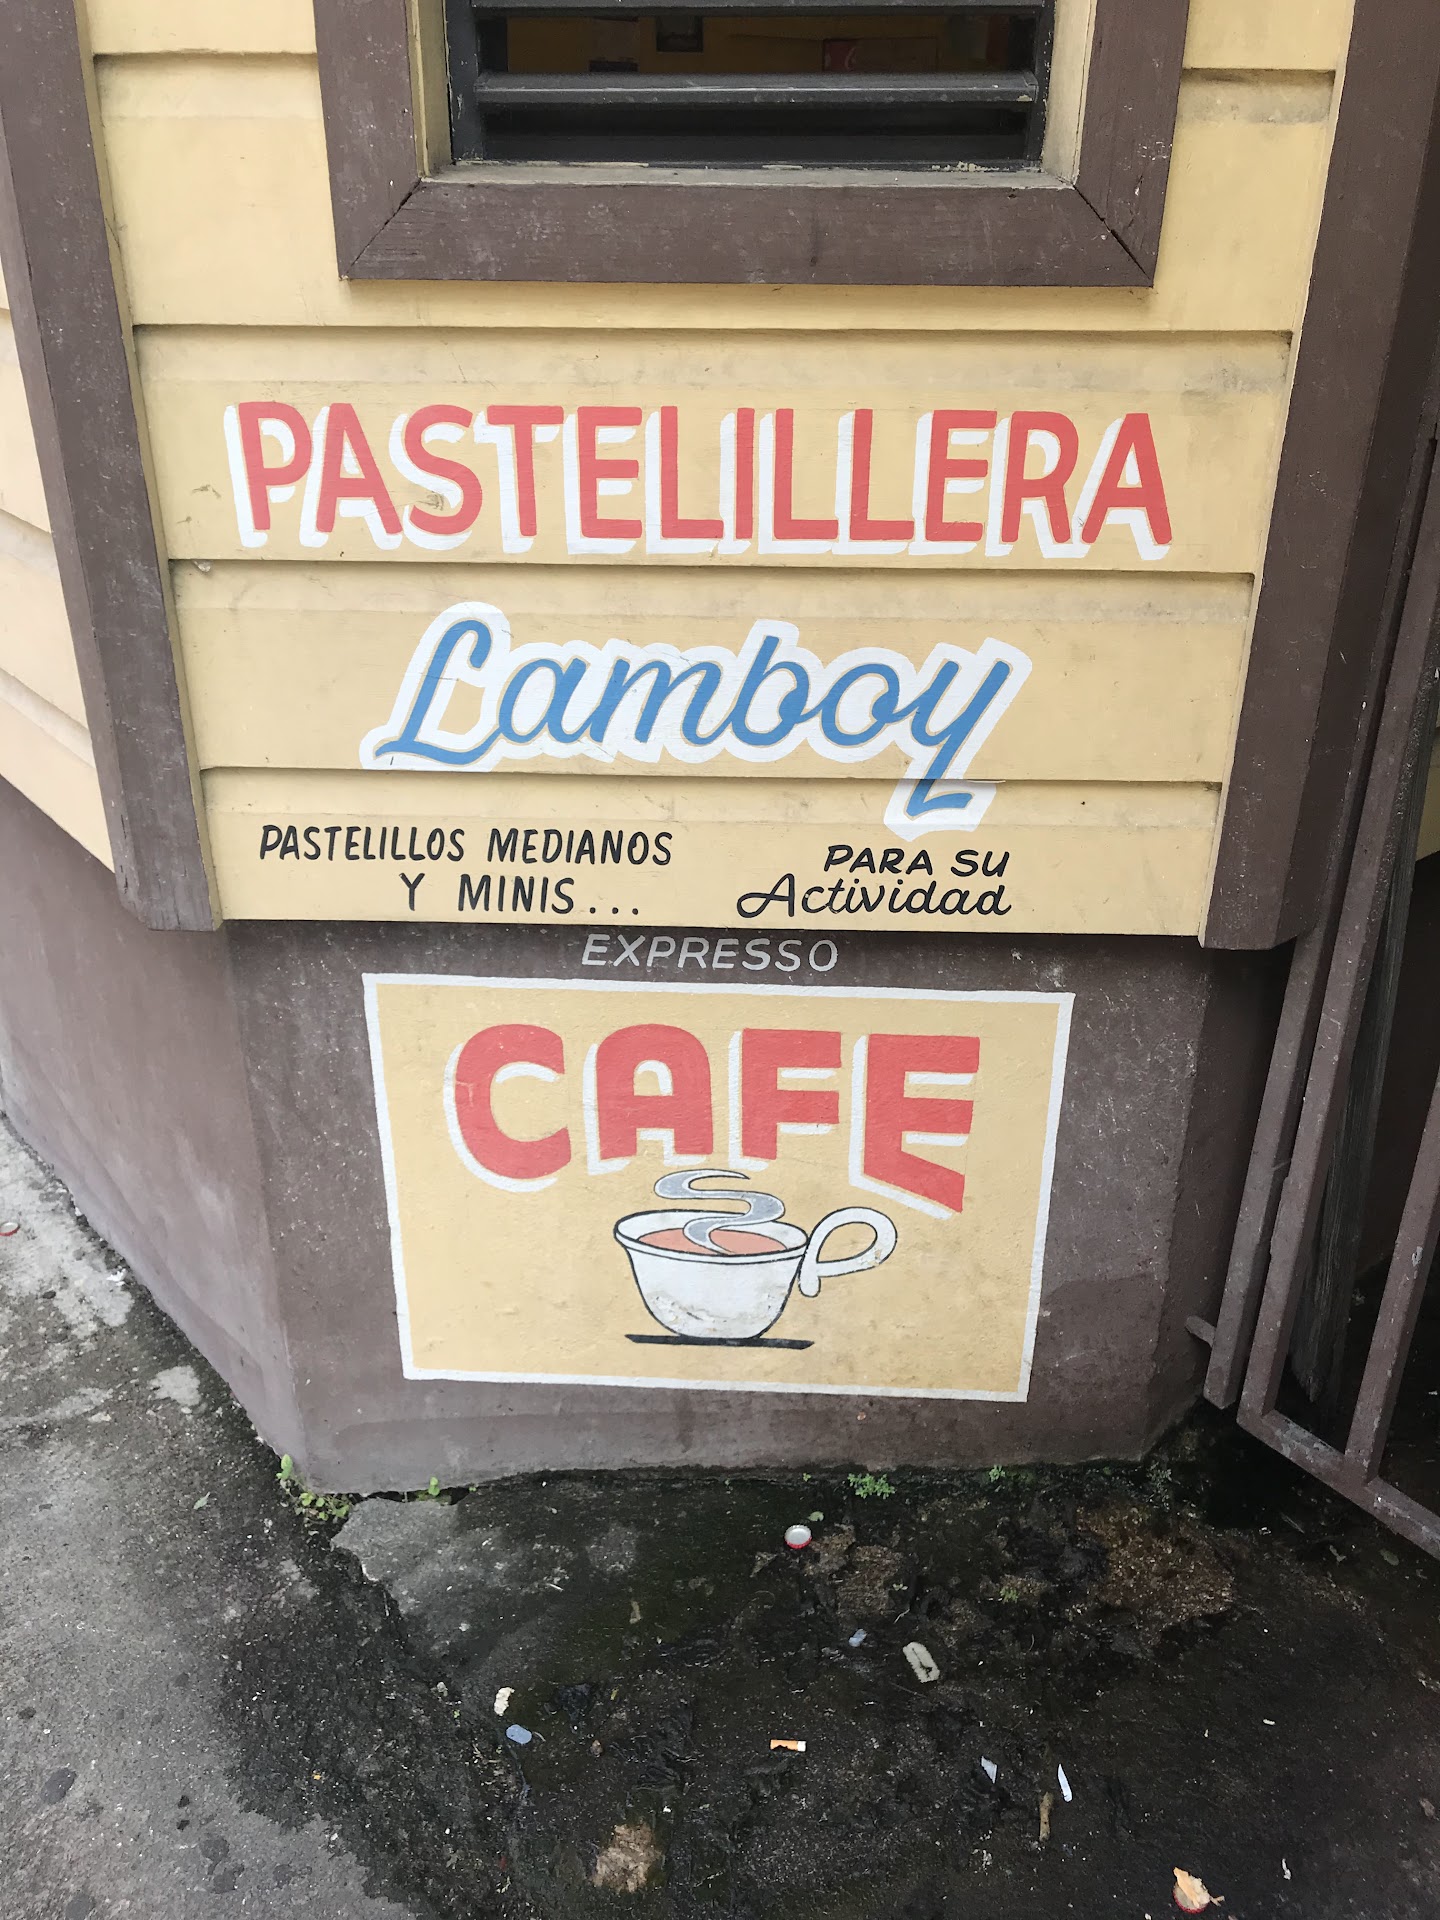 PASTELILLERA
Lamboy
PASTELILLOS MEDIANOS
Y MINIS...
PARA SU
Actividad
EXPRESSO
CAFE